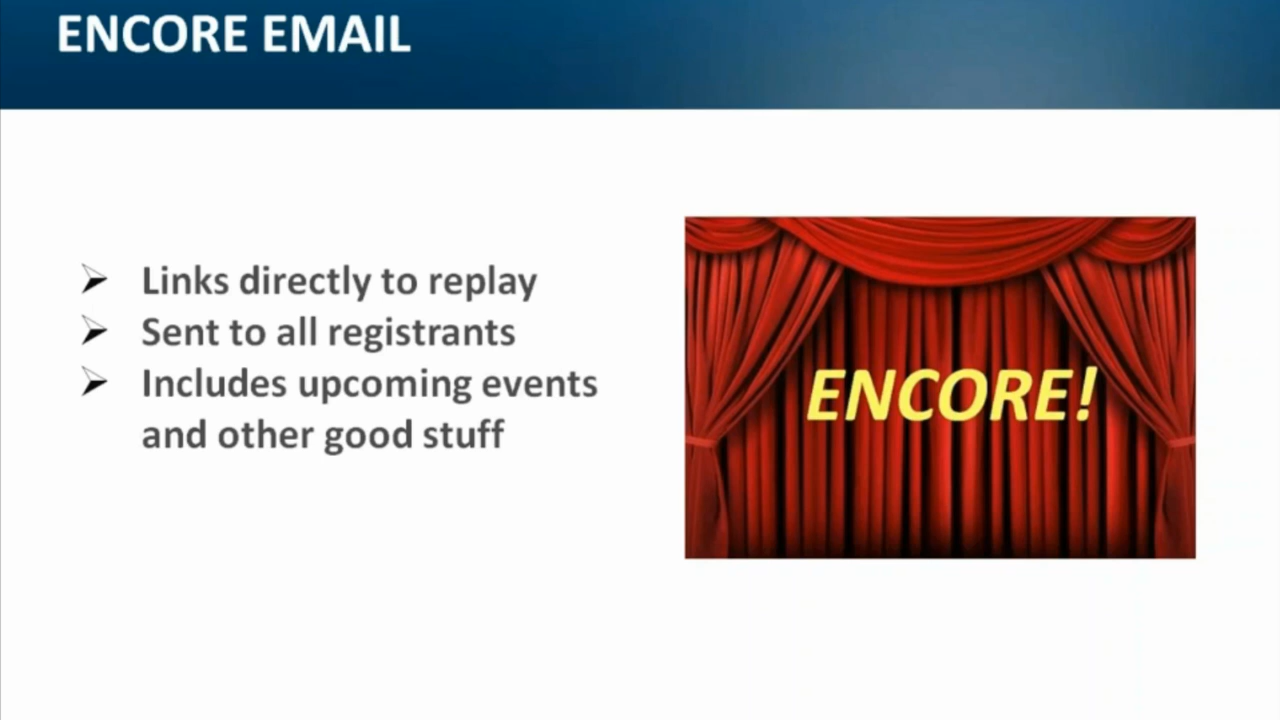 ENCORE EMAIL
Links directly to replay
Sent to all registrants
Includes upcoming events
and other good stuff
ENCORE!